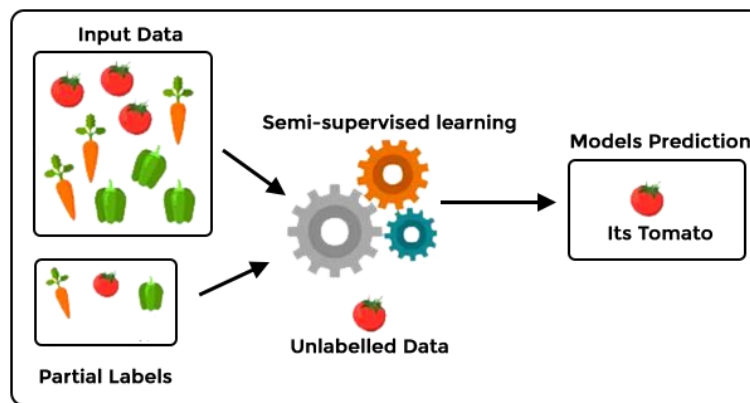 Input Data
Semi-supervised learning
Models Prediction
Its Tomato
Unlabelled Data
Partial Labels